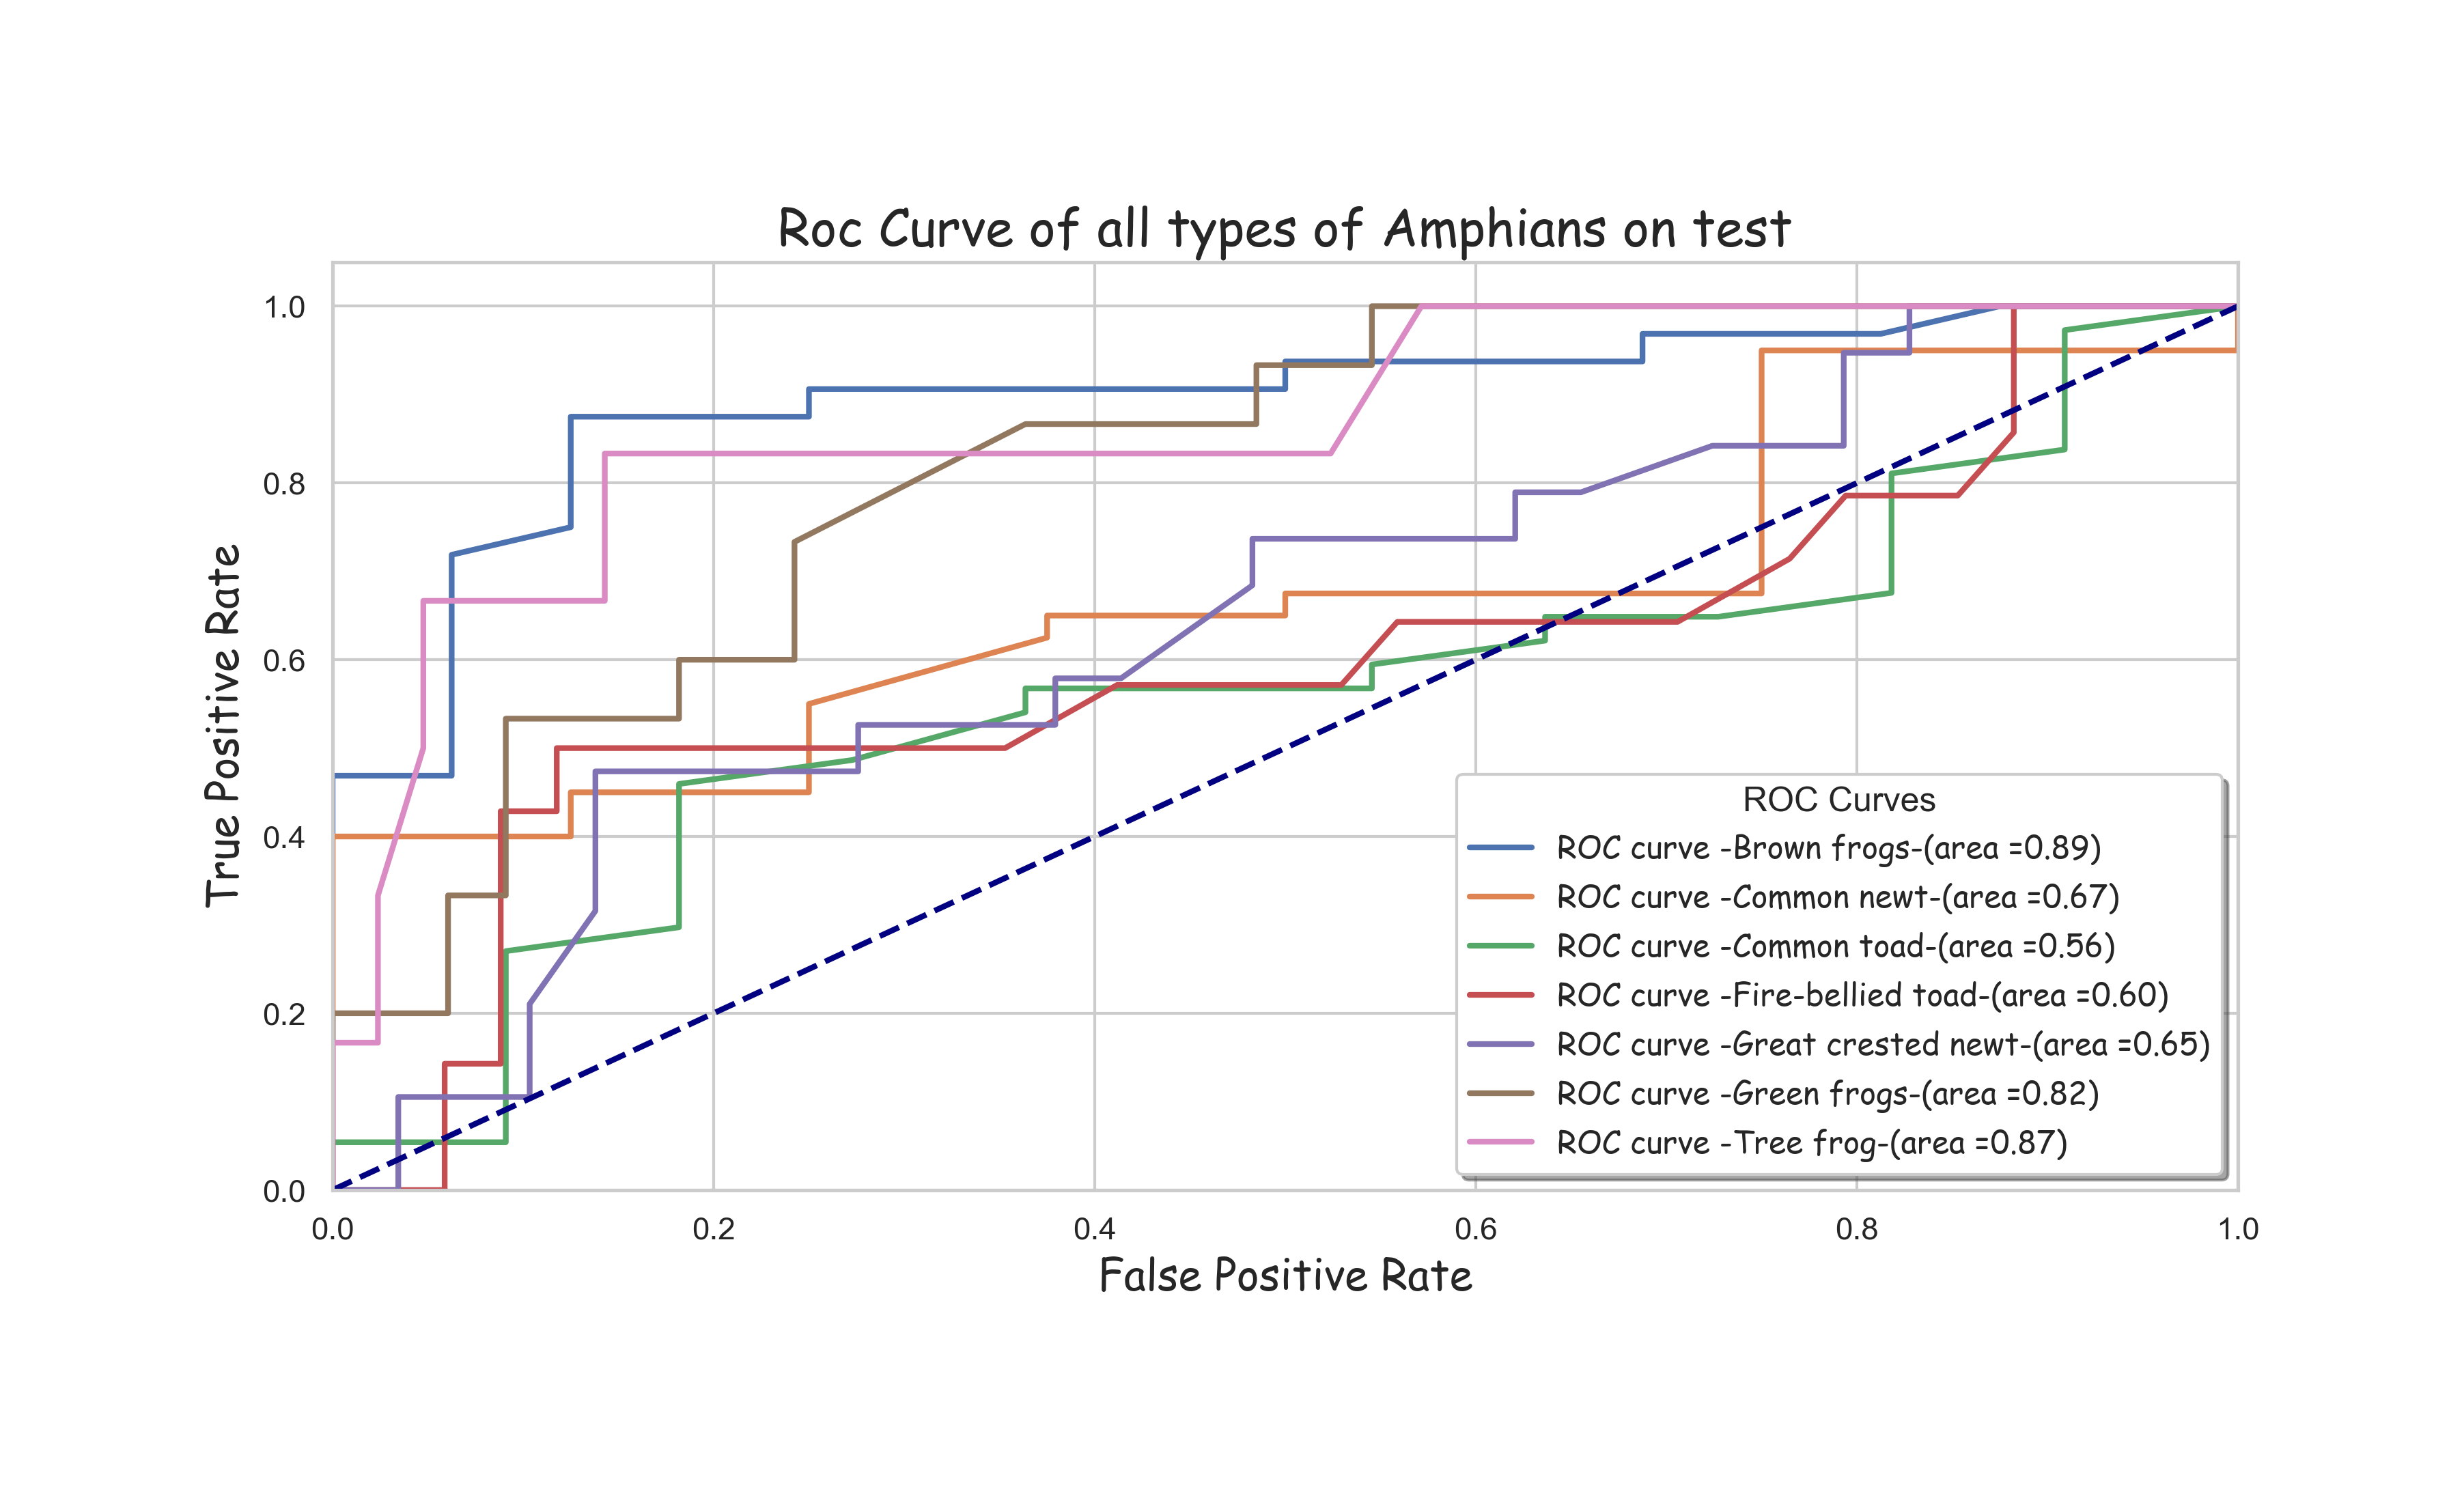 Roc Curve of all types of Amphians on test
1.0
0.8
0.6
0.4
0.2
0.0
True Positive Rate
0.0 0.2 0.4 0.6 0.8 1.0
False Positive Rate
ROC Curves
ROC curve -Brown frogs-(area =0.89)
ROC curve -Common newt-(area =0.67)
ROC curve -Common toad-(area =0.56)
ROC curve -Fire-bellied toad-(area =0.60)
ROC curve -Great crested newt-(area =0.65)
ROC curve -Green frogs-(area =0.82)
ROC curve -Tree frog-(area =0.87)